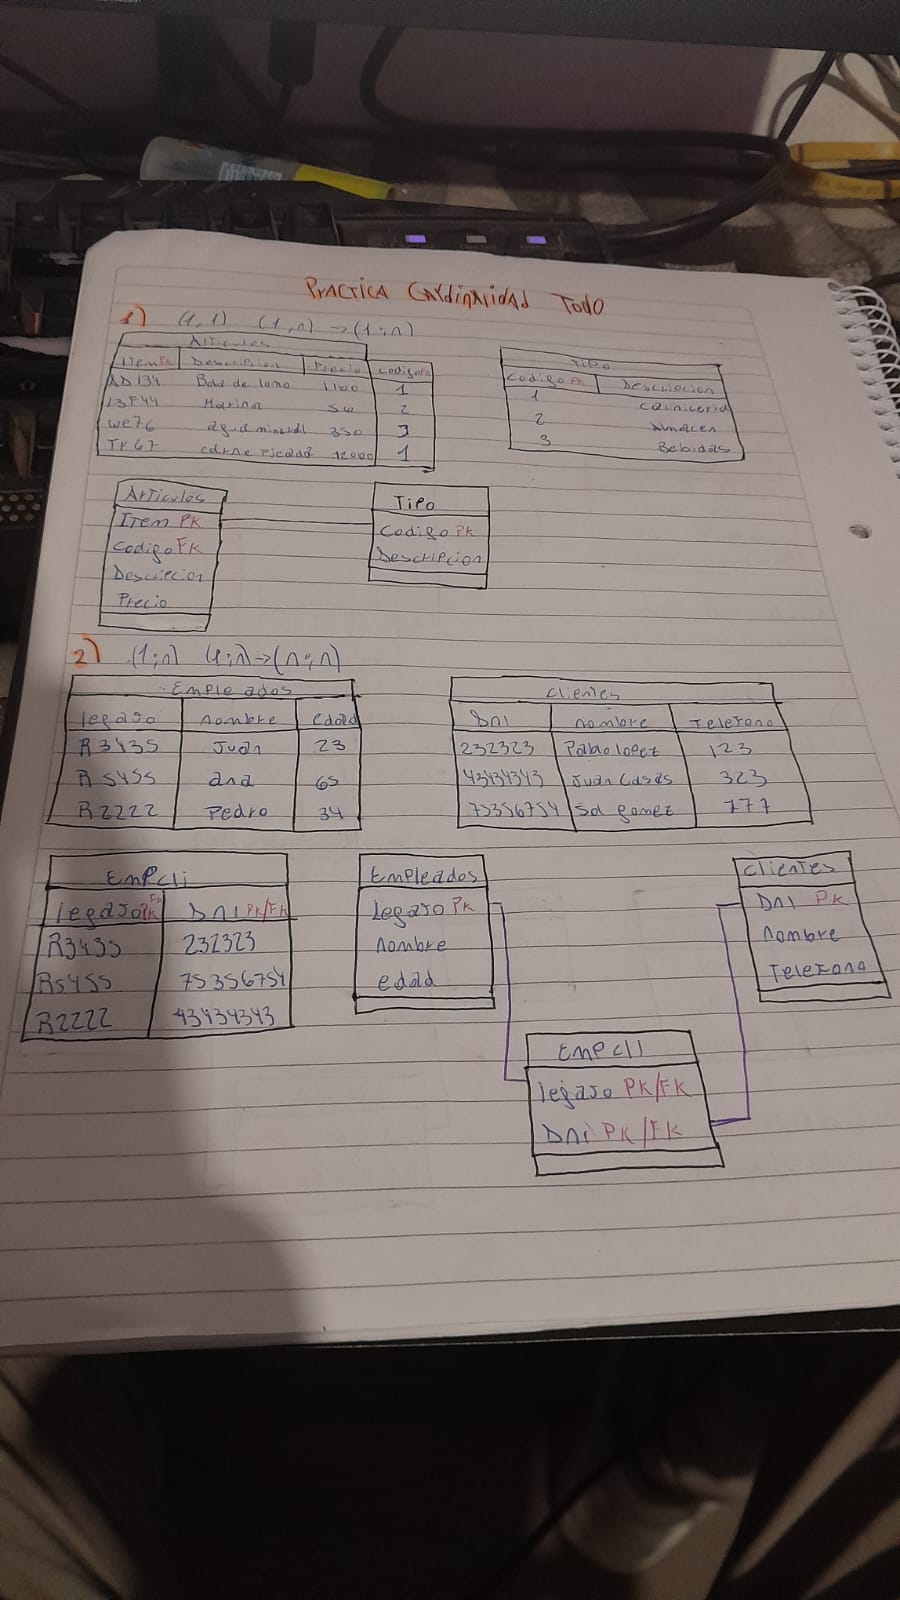 PRACTICA Cardinalidad Todo
1) (1,1) (1,n) → (1;n)
Articulos
Item PK Descripcion Precio Codigo
AD134 Bola de lomo 1100 1
13F44 Harina 2
We76 agua mineral 350 3
TY67 carne picada 12000 1
Tipo
Codigo PK Descripcion
1 Carniceria
2 Almacen
3 Bebidas
Articulos
Item PK
Codigo FK
Descripcion
Precio
Tipo
Codigo PK
Descripcion
2) (1;n) (1;n) → (n;n)
Empleados
legajo nombre edad
R3435 Juan 23
R5455 ana 65
R2222 Pedro 34
Clientes
DNI nombre Telefono
232323 Pablo lopez 123
43434343 Juan Casas 323
75356754 Sol gomez 777
Empcli
legajo PK FK DNI PK/FK
R3435 232323
R5455 75356754
R2222 43434343
Empleados
legajo PK
nombre
edad
Clientes
DNI PK
nombre
Telefono
Empcli
legajo PK/FK
DNI PK/FK